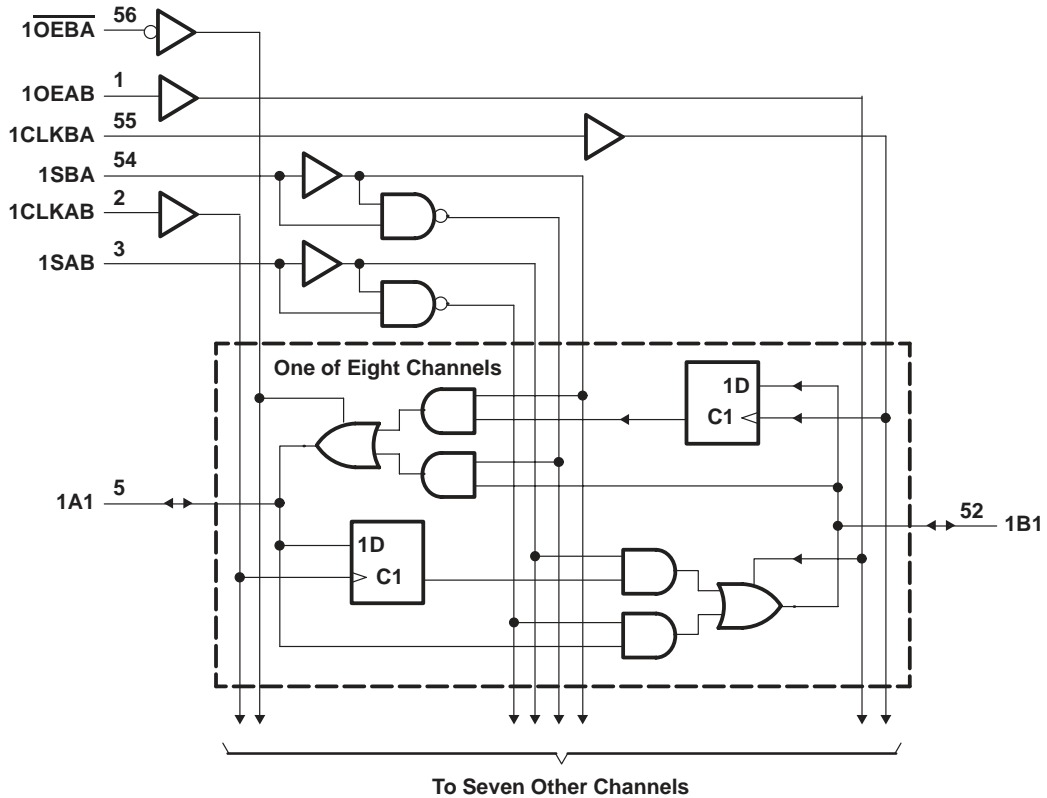 1O̅E̅B̅A̅ 56
1OEAB 1
1CLKBA 55
1SBA 54
1CLKAB 2
1SAB 3
One of Eight Channels
1D
C1
1A1 5
52 1B1
1D
C1
To Seven Other Channels